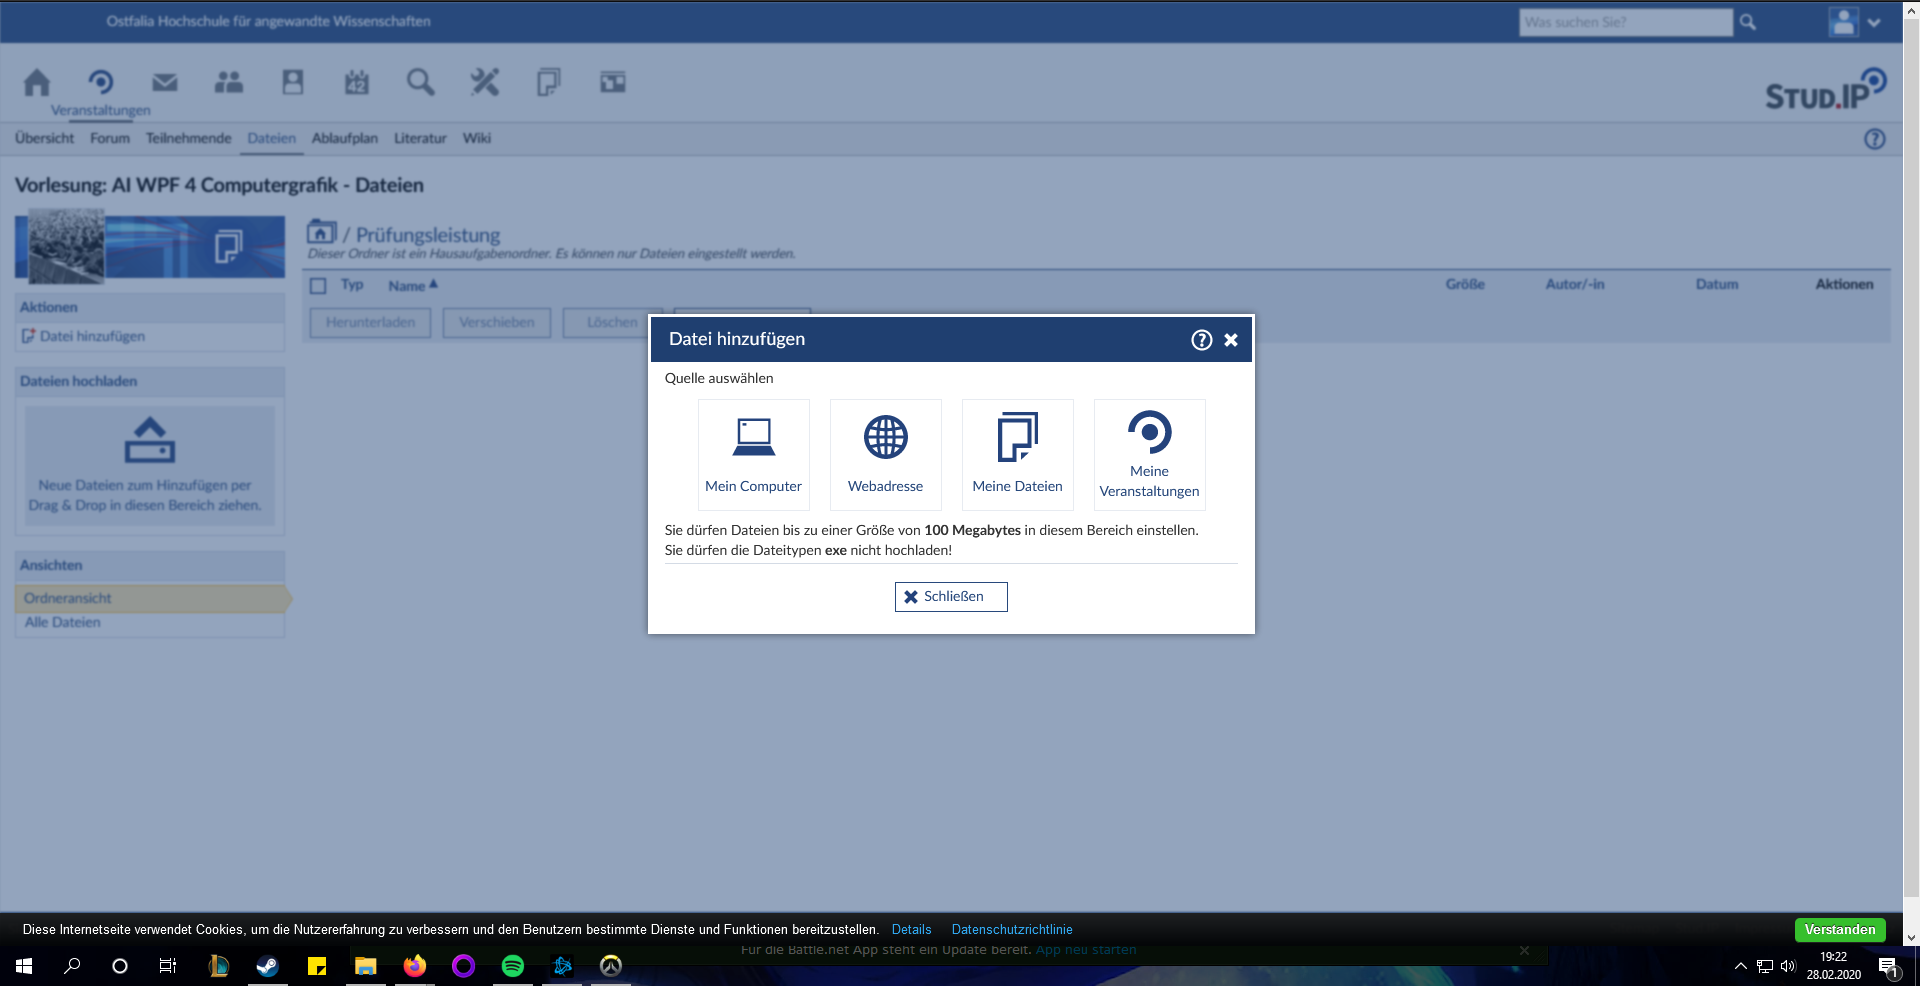 Ostfalia Hochschule für angewandte Wissenschaften
Was suchen Sie?
42
Veranstaltungen
STUD.IP
Übersicht Forum Teilnehmende Dateien Ablaufplan Literatur Wiki
?
Vorlesung: AI WPF 4 Computergrafik - Dateien
/ Prüfungsleistung
Dieser Ordner ist ein Hausaufgabenordner. Es können nur Dateien eingestellt werden.
Typ Name Größe Autor/-in Datum Aktionen
Herunterladen Verschieben Löschen
Aktionen
Datei hinzufügen
Dateien hochladen
Neue Dateien zum Hinzufügen per
Drag & Drop in diesen Bereich ziehen.
Ansichten
Ordneransicht
Alle Dateien
Datei hinzufügen ?
Quelle auswählen
Mein Computer
Webadresse
Meine Dateien
Meine
Veranstaltungen
Sie dürfen Dateien bis zu einer Größe von 100 Megabytes in diesem Bereich einstellen.
Sie dürfen die Dateitypen exe nicht hochladen!
Schließen
Diese Internetseite verwendet Cookies, um die Nutzererfahrung zu verbessern und den Benutzern bestimmte Dienste und Funktionen bereitzustellen. Details Datenschutzrichtlinie Verstanden
Für die Battle.net App steht ein Update bereit. App neu starten
19:22
28.02.2020
1